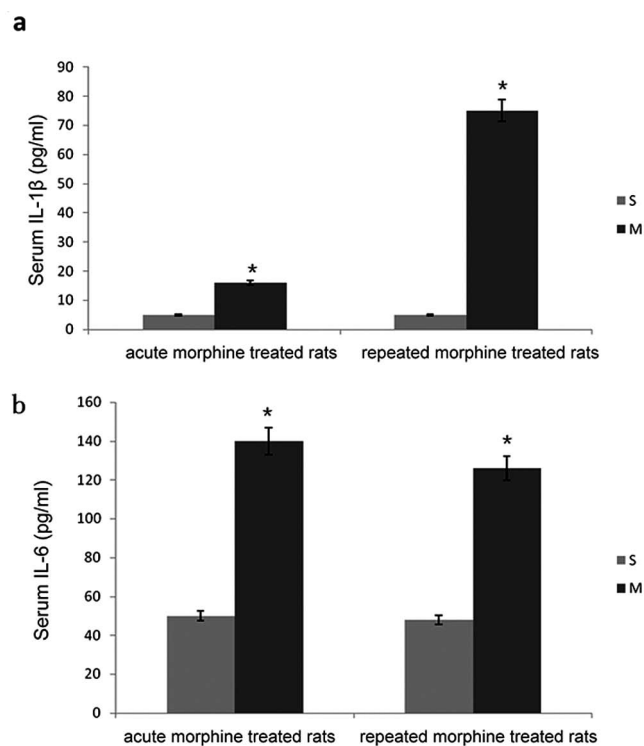 a
Serum IL-1β (pg/ml)
90
80
70
60
50
40
30
20
10
0
*
*
S
M
acute morphine treated rats
repeated morphine treated rats
b
Serum IL-6 (pg/ml)
160
140
120
100
80
60
40
20
0
*
*
S
M
acute morphine treated rats
repeated morphine treated rats